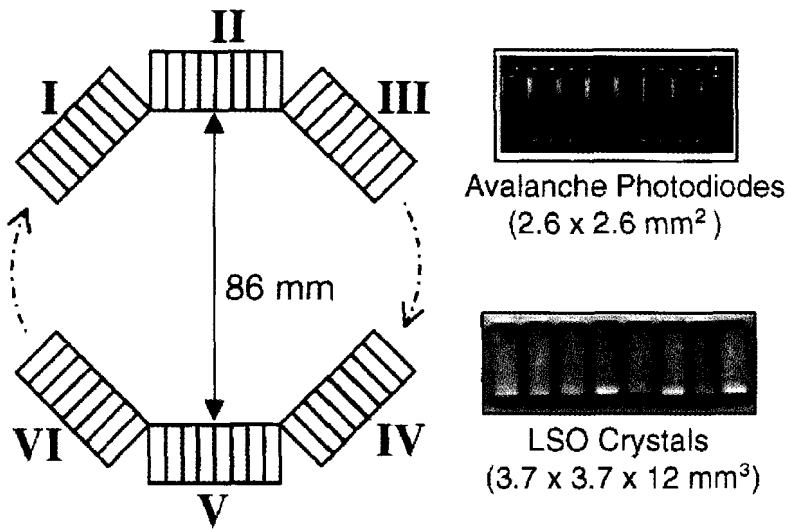 II
I
III
Avalanche Photodiodes
(2.6 x 2.6 mm²)
86 mm
VI
IV
V
LSO Crystals
(3.7 x 3.7 x 12 mm³)